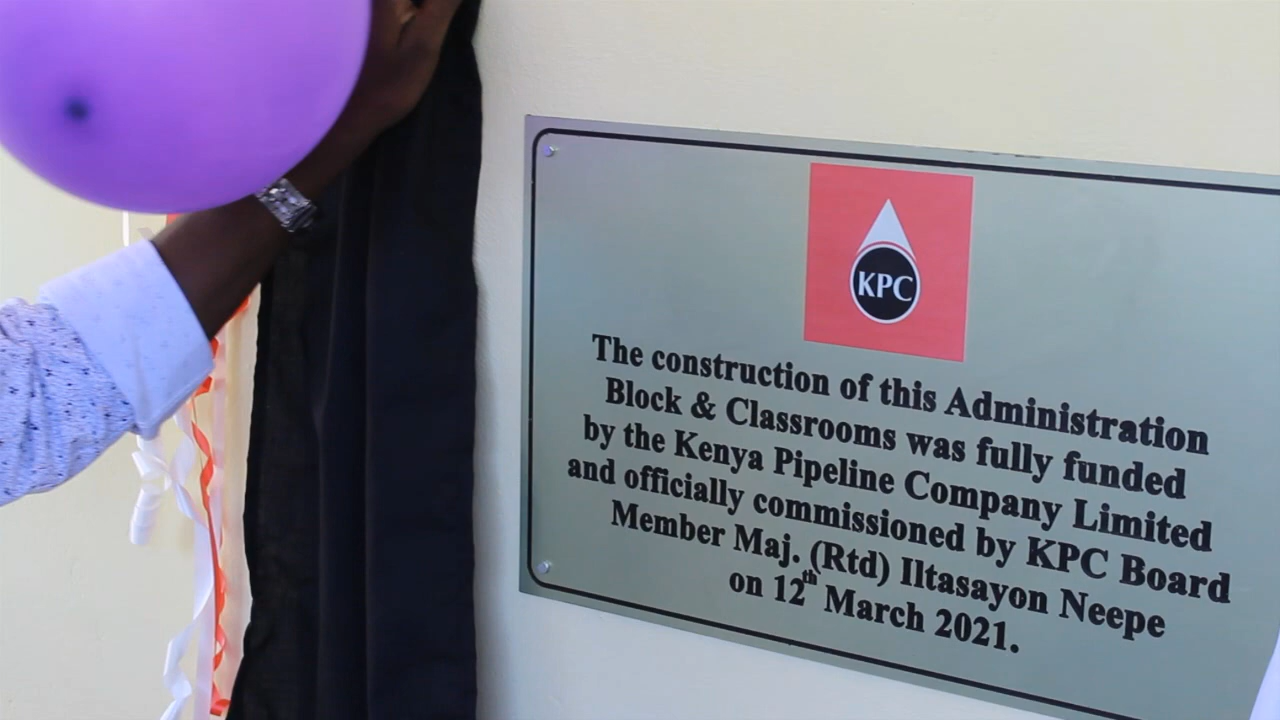 KPC
The construction of this Administration
Block & Classrooms was fully funded
by the Kenya Pipeline Company Limited
and officially commissioned by KPC Board
Member Maj. (Rtd) Iltasayon Neepe
on 12th March 2021.